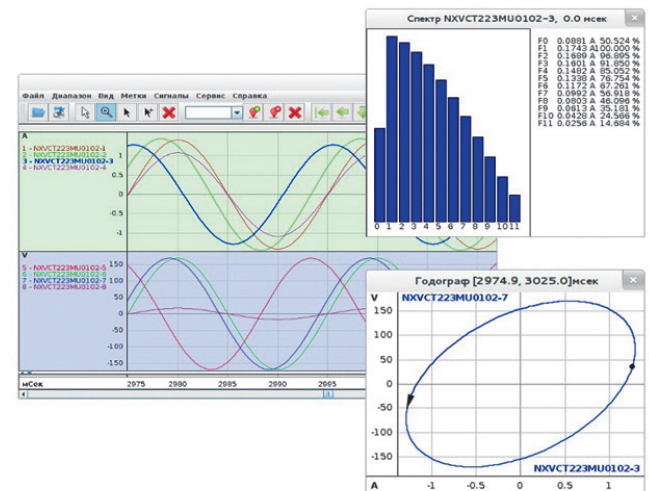 Спектр NXVCT223MU0102-3, 0.0 мсек
F0 0.0881 A 50.524 %
F1 0.1743 A100.000 %
F2 0.1689 A 96.895 %
F3 0.1601 A 91.850 %
F4 0.1482 A 85.052 %
F5 0.1338 A 76.754 %
F6 0.1172 A 67.261 %
F7 0.0992 A 56.918 %
F8 0.0803 A 46.096 %
F9 0.0613 A 35.181 %
F10 0.0428 A 24.566 %
F11 0.0256 A 14.684 %
0 1 2 3 4 5 6 7 8 9 1011
Файл Диапазон Вид Метки Сигналы Сервис Справка
A
1 - NXVCT223MU0102-1
2 - NXVCT223MU0102-2
3 - NXVCT223MU0102-3
4 - NXVCT223MU0102-4
1
0.5
0
-0.5
-1
V
5 - NXVCT223MU0102-5
6 - NXVCT223MU0102-6
7 - NXVCT223MU0102-7
8 - NXVCT223MU0102-8
150
100
50
0
-50
-100
-150
мСек 2975 2980 2985 2990 2995
Годограф [2974.9, 3025.0]мсек
V NXVCT223MU0102-7
150
100
50
0
-50
-100
-150
NXVCT223MU0102-3
A -1 -0.5 0 0.5 1